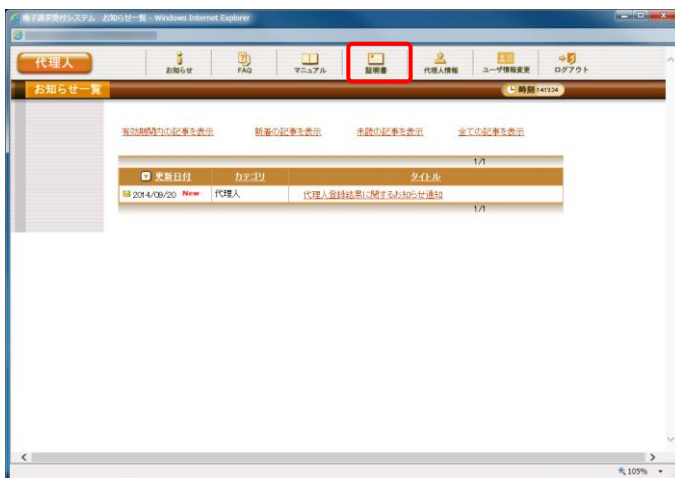 電子請求受付システム お知らせ一覧 - Windows Internet Explorer
代理人
お知らせ FAQ マニュアル 証明書 代理人情報 ユーザ情報変更 ログアウト
お知らせ一覧
時刻 14:12:34
有効期間内の記事を表示 新着の記事を表示 未読の記事を表示 全ての記事を表示
1/1
更新日付 カテゴリ タイトル
2014/09/20 New 代理人 代理人登録結果に関するお知らせ通知
1/1
105%